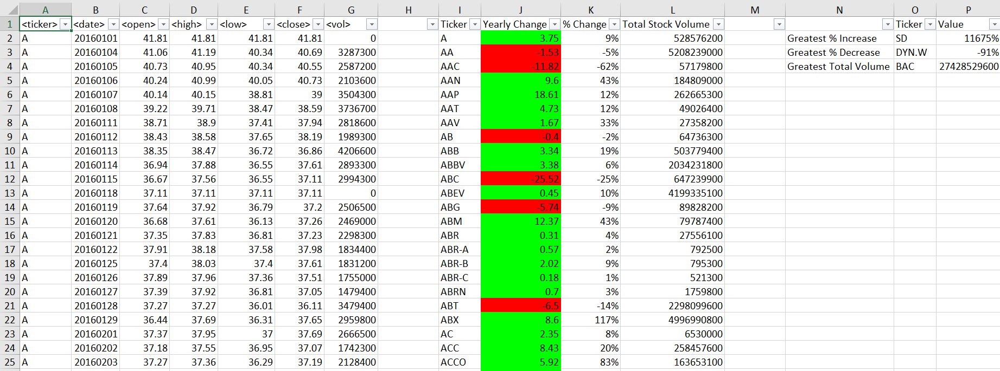 A B C D E F G H I J K L M N O P
1 <ticker> <date> <open> <high> <low> <close> <vol> Ticker Yearly Change % Change Total Stock Volume Ticker Value
2 A 20160101 41.81 41.81 41.81 41.81 0 A 3.75 9% 528576200 Greatest % Increase SD 11675%
3 A 20160104 41.06 41.19 40.34 40.69 3287300 AA -1.53 -5% 5208239000 Greatest % Decrease DYN.W -91%
4 A 20160105 40.73 40.95 40.34 40.55 2587200 AAC -11.82 -62% 57179800 Greatest Total Volume BAC 27428529600
5 A 20160106 40.24 40.99 40.05 40.73 2103600 AAN 9.6 43% 184809000
6 A 20160107 40.14 40.15 38.81 39 3504300 AAP 18.61 12% 262665300
7 A 20160108 39.22 39.71 38.47 38.59 3736700 AAT 4.73 12% 49026400
8 A 20160111 38.71 38.9 37.41 37.94 2818600 AAV 1.67 33% 27358200
9 A 20160112 38.43 38.58 37.65 38.19 1989300 AB -0.4 -2% 64736300
10 A 20160113 38.35 38.47 36.72 36.86 4206600 ABB 3.34 19% 503779400
11 A 20160114 36.94 37.88 36.55 37.61 2893300 ABBV 3.38 6% 2034231800
12 A 20160115 36.67 37.56 36.55 37.11 2994300 ABC -25.52 -25% 647239900
13 A 20160118 37.11 37.11 37.11 37.11 0 ABEV 0.45 10% 4199335100
14 A 20160119 37.64 37.92 36.79 37.2 2506500 ABG -5.74 -9% 89828200
15 A 20160120 36.68 37.61 36.13 37.26 2469000 ABM 12.37 43% 79787400
16 A 20160121 37.35 37.83 36.81 37.23 2298300 ABR 0.31 4% 27556100
17 A 20160122 37.91 38.18 37.58 37.98 1834400 ABR-A 0.57 2% 792500
18 A 20160125 37.4 38.03 37.4 37.61 1831200 ABR-B 2.02 9% 795300
19 A 20160126 37.89 37.96 37.36 37.51 1755000 ABR-C 0.18 1% 521300
20 A 20160127 37.39 37.92 36.81 37.05 1479400 ABRN 0.7 3% 1759800
21 A 20160128 37.27 37.27 36.01 36.11 3479400 ABT -6.5 -14% 2298099600
22 A 20160129 36.44 37.69 36.31 37.65 2959800 ABX 8.6 117% 4996990800
23 A 20160201 37.37 37.95 37 37.69 2666500 AC 2.35 8% 6530000
24 A 20160202 37.18 37.55 36.95 37.07 1742300 ACC 8.43 20% 258457600
25 A 20160203 37.27 37.36 36.29 37.19 2128400 ACCO 5.92 83% 163653100